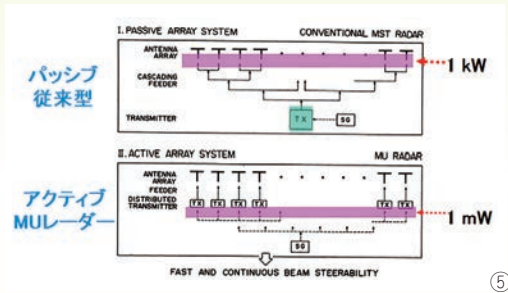 I. PASSIVE ARRAY SYSTEM CONVENTIONAL MST RADAR
ANTENNA
ARRAY
1 kW
パッシブ
従来型
CASCADING
FEEDER
TRANSMITTER
TX
SG
II. ACTIVE ARRAY SYSTEM MU RADAR
ANTENNA
ARRAY
FEEDER
DISTRIBUTED
TRANSMITTER
TX TX TX TX TX TX
アクティブ
MUレーダー
1 mW
SG
FAST AND CONTINUOUS BEAM STEERABILITY
⑤